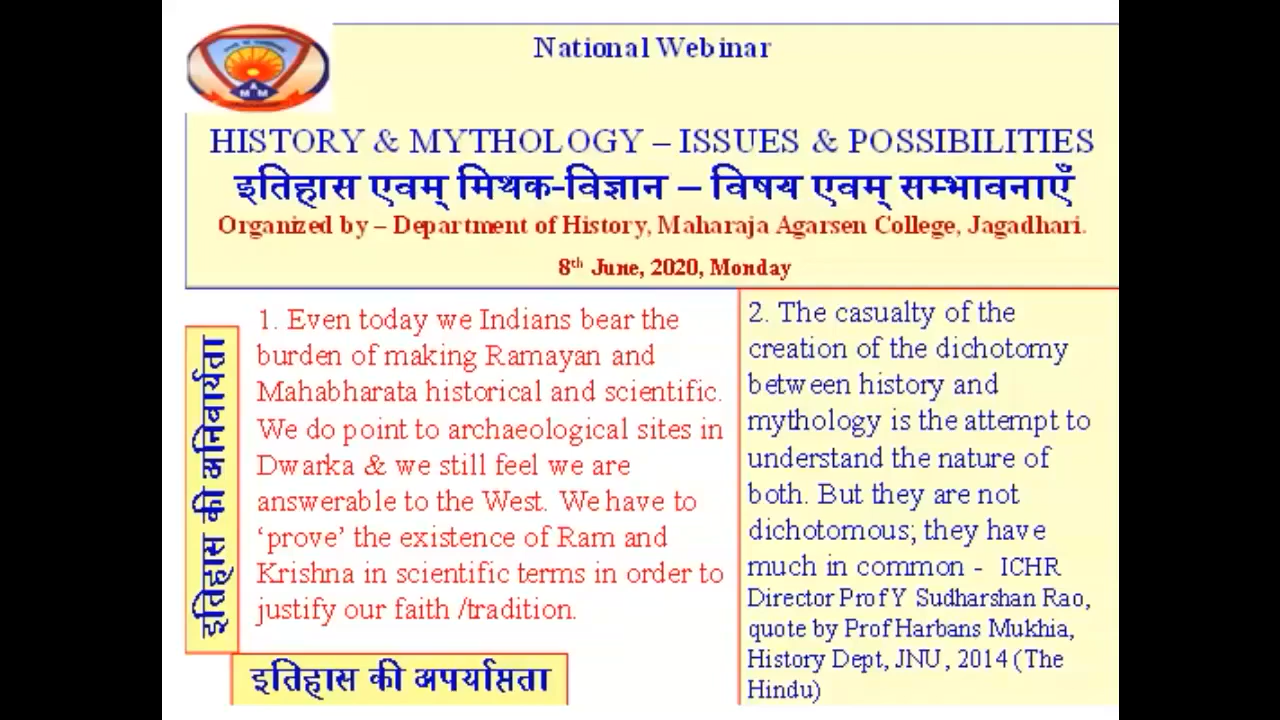 National Webinar
HISTORY & MYTHOLOGY – ISSUES & POSSIBILITIES
इतिहास एवम् मिथक-विज्ञान – विषय एवम् सम्भावनाएँ
Organized by – Department of History, Maharaja Agarsen College, Jagadhari.
8th June, 2020, Monday
इतिहास की अनिवार्यता
1. Even today we Indians bear the
burden of making Ramayan and
Mahabharata historical and scientific.
We do point to archaeological sites in
Dwarka & we still feel we are
answerable to the West. We have to
‘prove’ the existence of Ram and
Krishna in scientific terms in order to
justify our faith /tradition.
इतिहास की अपर्याप्तता
2. The casualty of the
creation of the dichotomy
between history and
mythology is the attempt to
understand the nature of
both. But they are not
dichotomous; they have
much in common - ICHR
Director Prof Y Sudharshan Rao,
quote by Prof Harbans Mukhia,
History Dept, JNU, 2014 (The
Hindu)